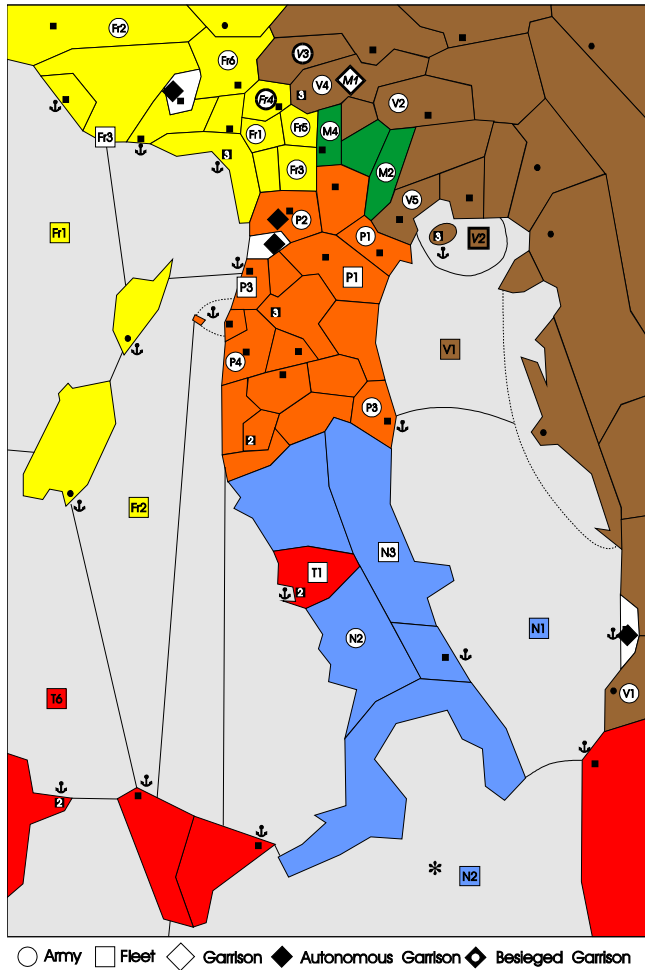 Fr2
V3
Fr6
M1
V4
3
Fr4
V2
Fr1
Fr5
M4
Fr3
3
Fr3
M2
V5
P2
Fr1
P1
3
V2
P1
P3
3
V1
P4
P3
2
Fr2
N3
T1
2
N1
N2
T6
V1
2
N2
*
Army Fleet Garrison Autonomous Garrison Besieged Garrison